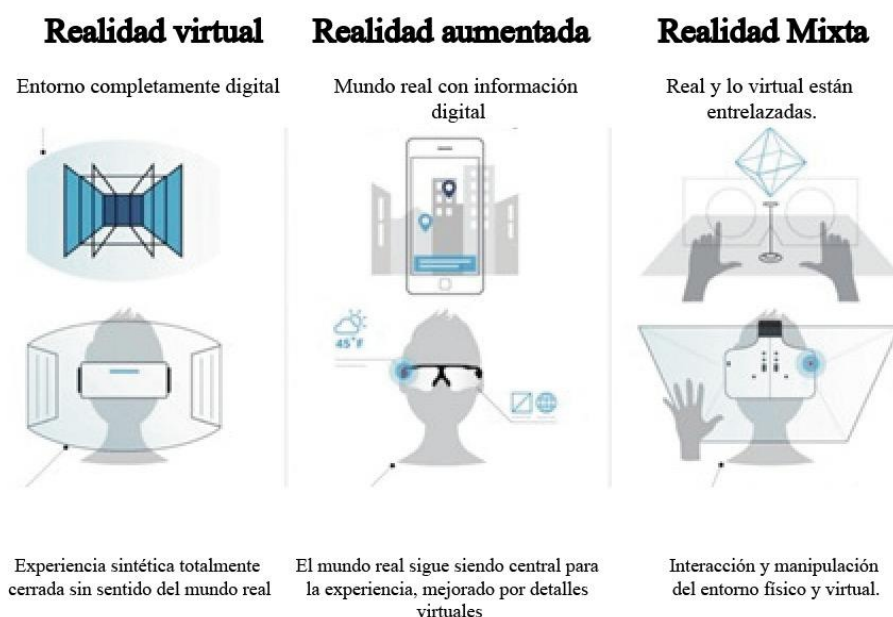 Realidad virtual
Entorno completamente digital
Realidad aumentada
Mundo real con información
digital
Realidad Mixta
Real y lo virtual están
entrelazadas.
45°F
Experiencia sintética totalmente
cerrada sin sentido del mundo real
El mundo real sigue siendo central para
la experiencia, mejorado por detalles
virtuales
Interacción y manipulación
del entorno físico y virtual.